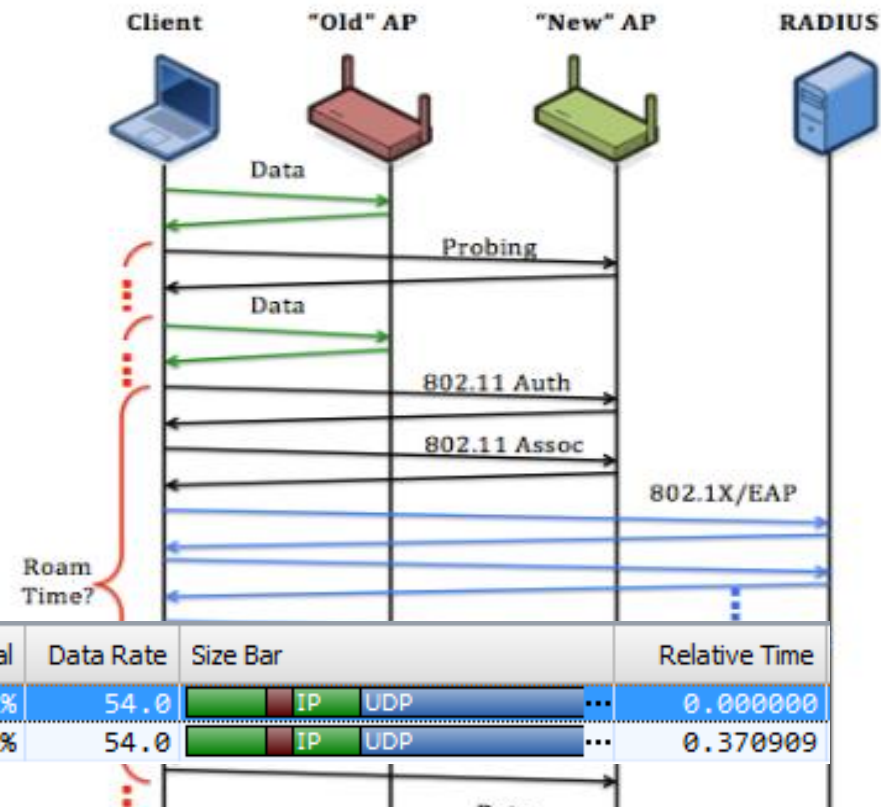 Client "Old" AP "New" AP RADIUS
Data
Probing
Data
802.11 Auth
802.11 Assoc
802.1X/EAP
Roam
Time?
Data Rate Size Bar Relative Time
% 54.0 IP UDP ... 0.000000
% 54.0 IP UDP ... 0.370909